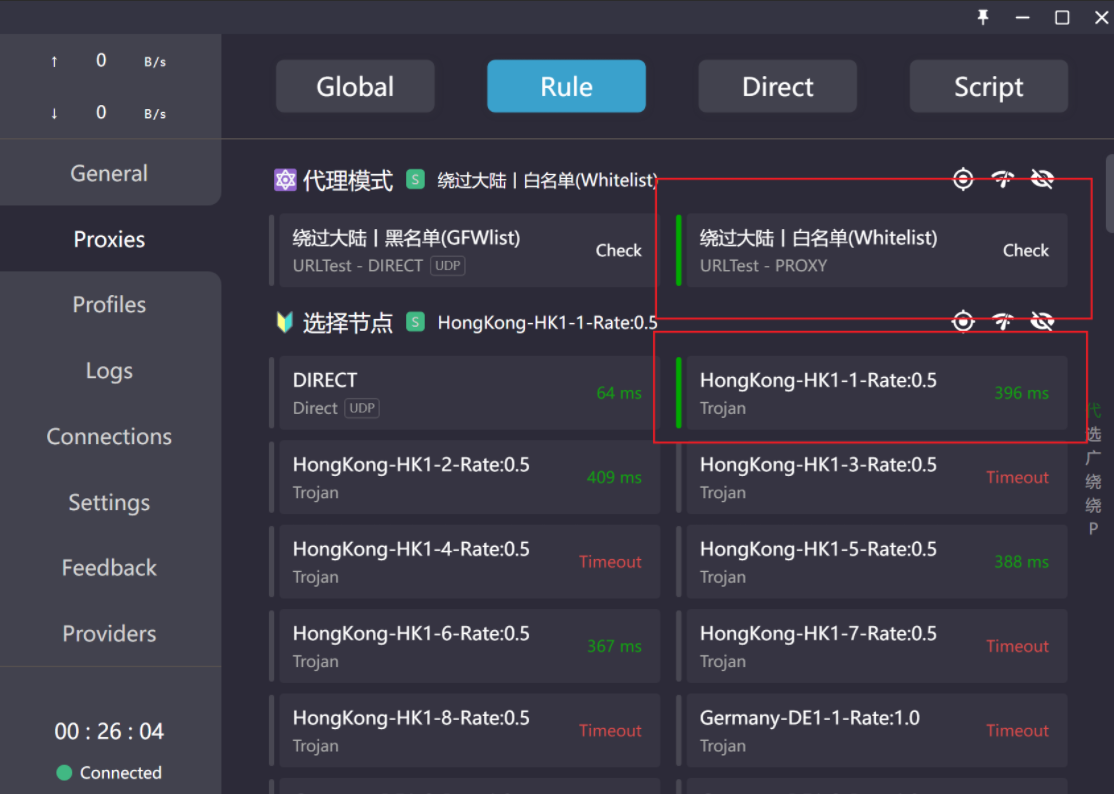 ↑ 0 B/s
↓ 0 B/s
General
Proxies
Profiles
Logs
Connections
Settings
Feedback
Providers
00 : 26 : 04
Connected
Global
Rule
Direct
Script
代理模式 S 绕过大陆丨白名单(Whitelist)
绕过大陆丨黑名单(GFWlist)
URLTest - DIRECT UDP
Check
绕过大陆丨白名单(Whitelist)
URLTest - PROXY
Check
选择节点 S HongKong-HK1-1-Rate:0.5
DIRECT
Direct UDP
64 ms
HongKong-HK1-1-Rate:0.5
Trojan
396 ms
HongKong-HK1-2-Rate:0.5
Trojan
409 ms
HongKong-HK1-3-Rate:0.5
Trojan
Timeout
HongKong-HK1-4-Rate:0.5
Trojan
Timeout
HongKong-HK1-5-Rate:0.5
Trojan
388 ms
HongKong-HK1-6-Rate:0.5
Trojan
367 ms
HongKong-HK1-7-Rate:0.5
Trojan
Timeout
HongKong-HK1-8-Rate:0.5
Trojan
Timeout
Germany-DE1-1-Rate:1.0
Trojan
Timeout
代
选
广
绕
绕
P